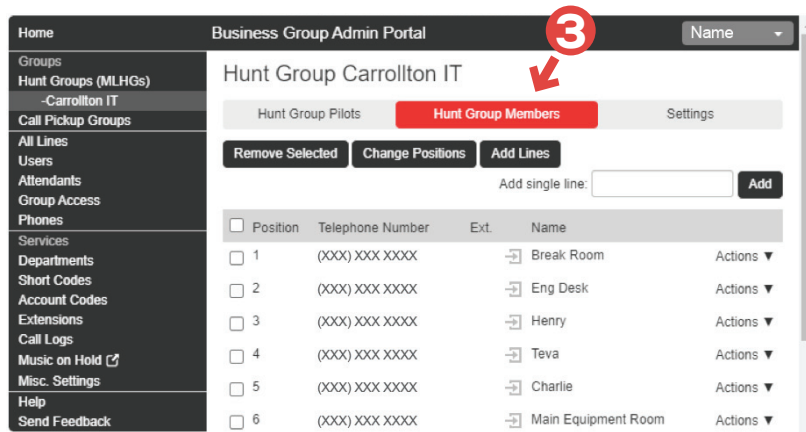 Home
Business Group Admin Portal
3
Name
Groups
Hunt Groups (MLHGs)
-Carrollton IT
Call Pickup Groups
All Lines
Users
Attendants
Group Access
Phones
Services
Departments
Short Codes
Account Codes
Extensions
Call Logs
Music on Hold
Misc. Settings
Help
Send Feedback
Hunt Group Carrollton IT
Hunt Group Pilots Hunt Group Members Settings
Remove Selected Change Positions Add Lines
Add single line: Add
Position Telephone Number Ext. Name
1 (XXX) XXX XXXX Break Room Actions ▼
2 (XXX) XXX XXXX Eng Desk Actions ▼
3 (XXX) XXX XXXX Henry Actions ▼
4 (XXX) XXX XXXX Teva Actions ▼
5 (XXX) XXX XXXX Charlie Actions ▼
6 (XXX) XXX XXXX Main Equipment Room Actions ▼